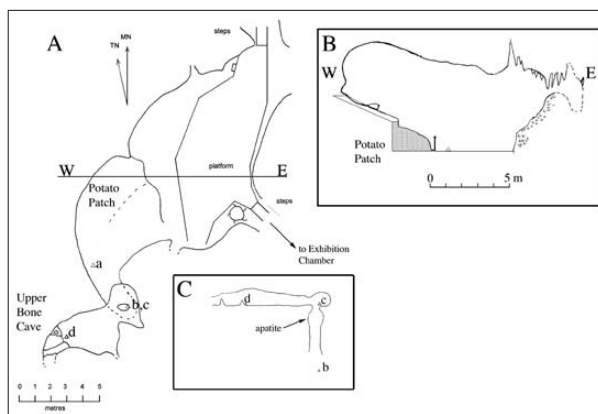 A
TN
MN
steps
W
Potato
Patch
platform
E
steps
to Exhibition
Chamber
a
b,c
Upper
Bone
Cave
d
0 1 2 3 4 5
metres
B
W
E
Potato
Patch
0 5 m
C
d
c
apatite
b